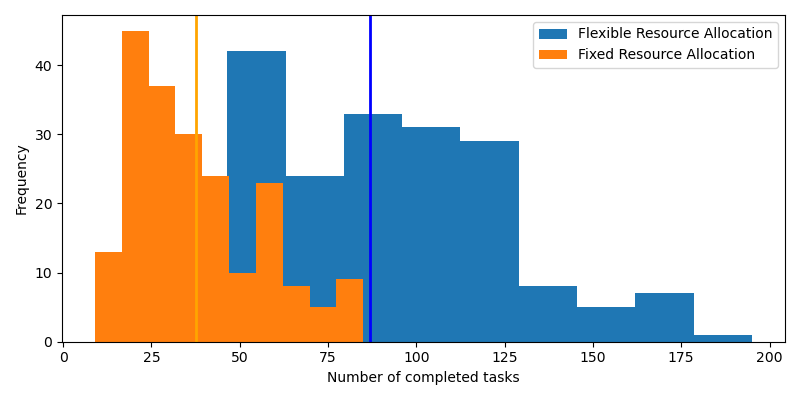 Flexible Resource Allocation
Fixed Resource Allocation
Frequency
40
30
20
10
0
0 25 50 75 100 125 150 175 200
Number of completed tasks